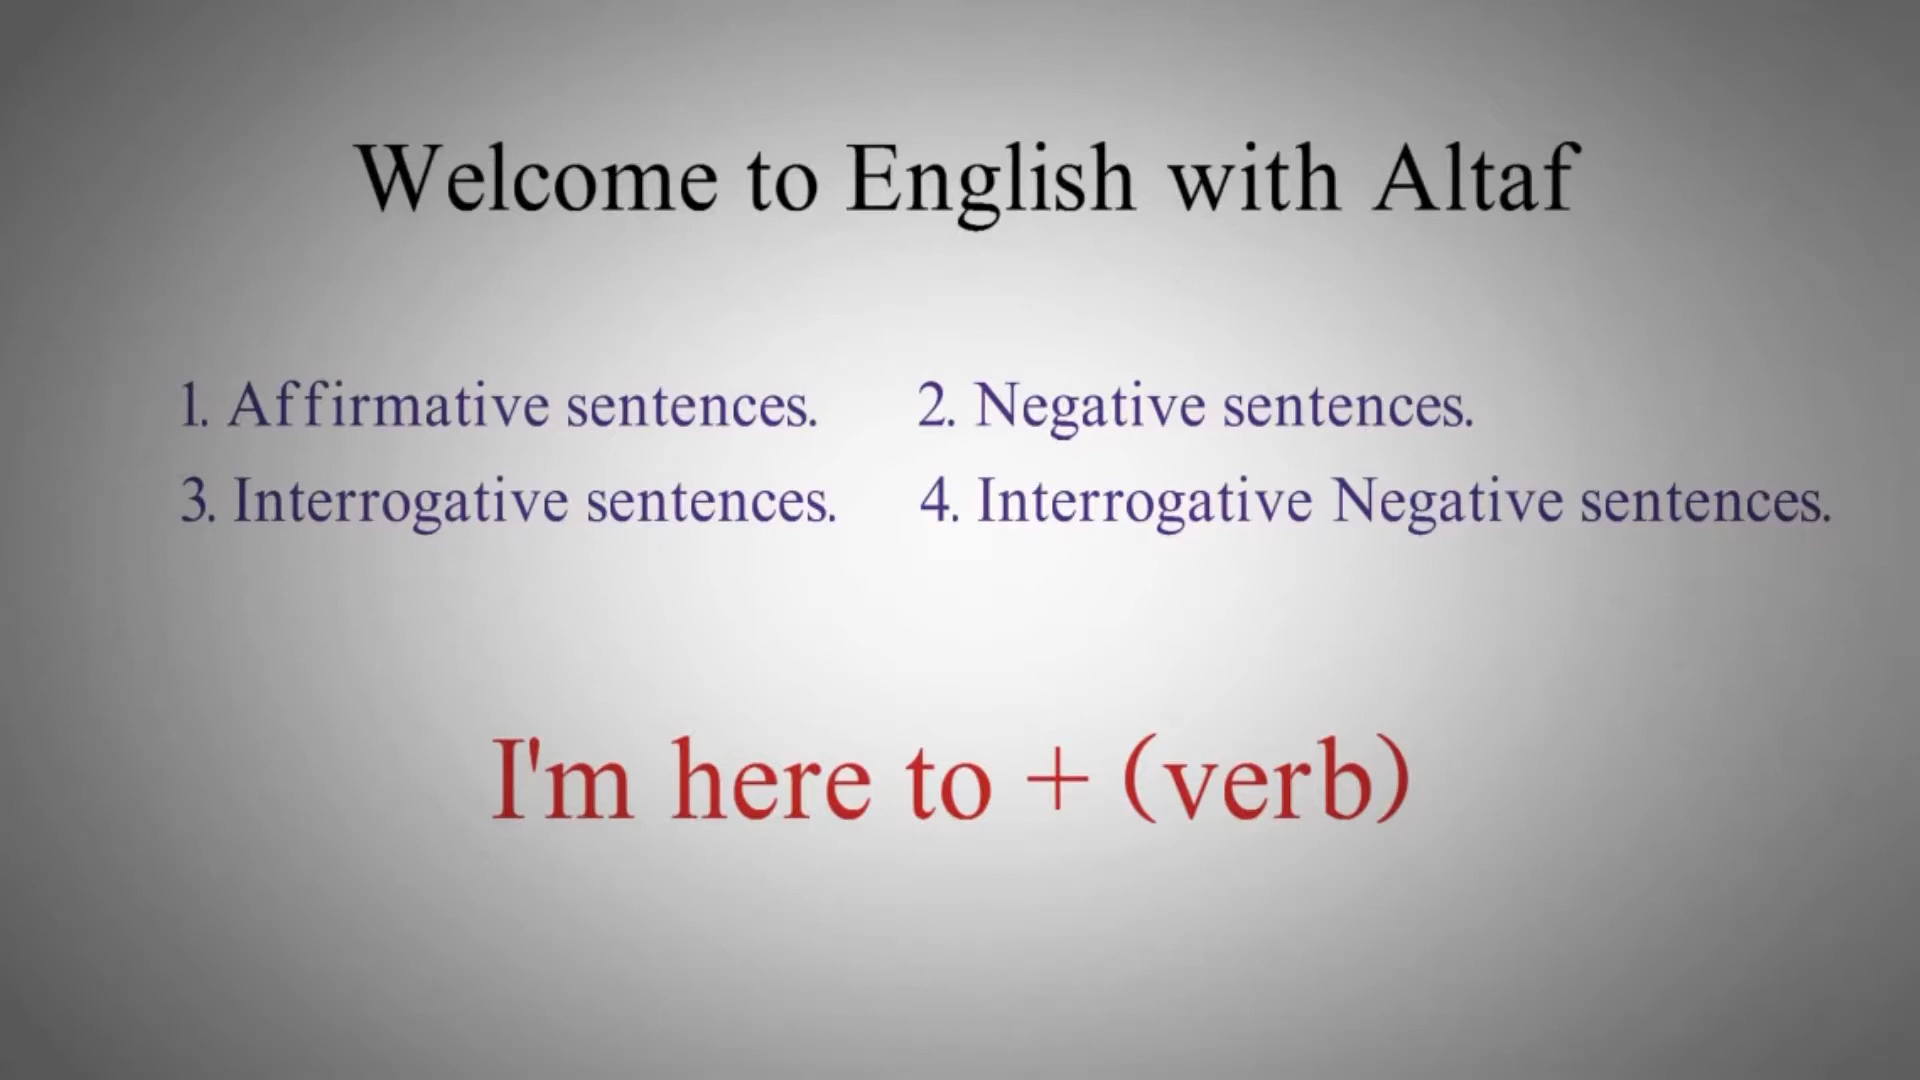 Welcome to English with Altaf
1. Affirmative sentences. 2. Negative sentences.
3. Interrogative sentences. 4. Interrogative Negative sentences.
I'm here to + (verb)